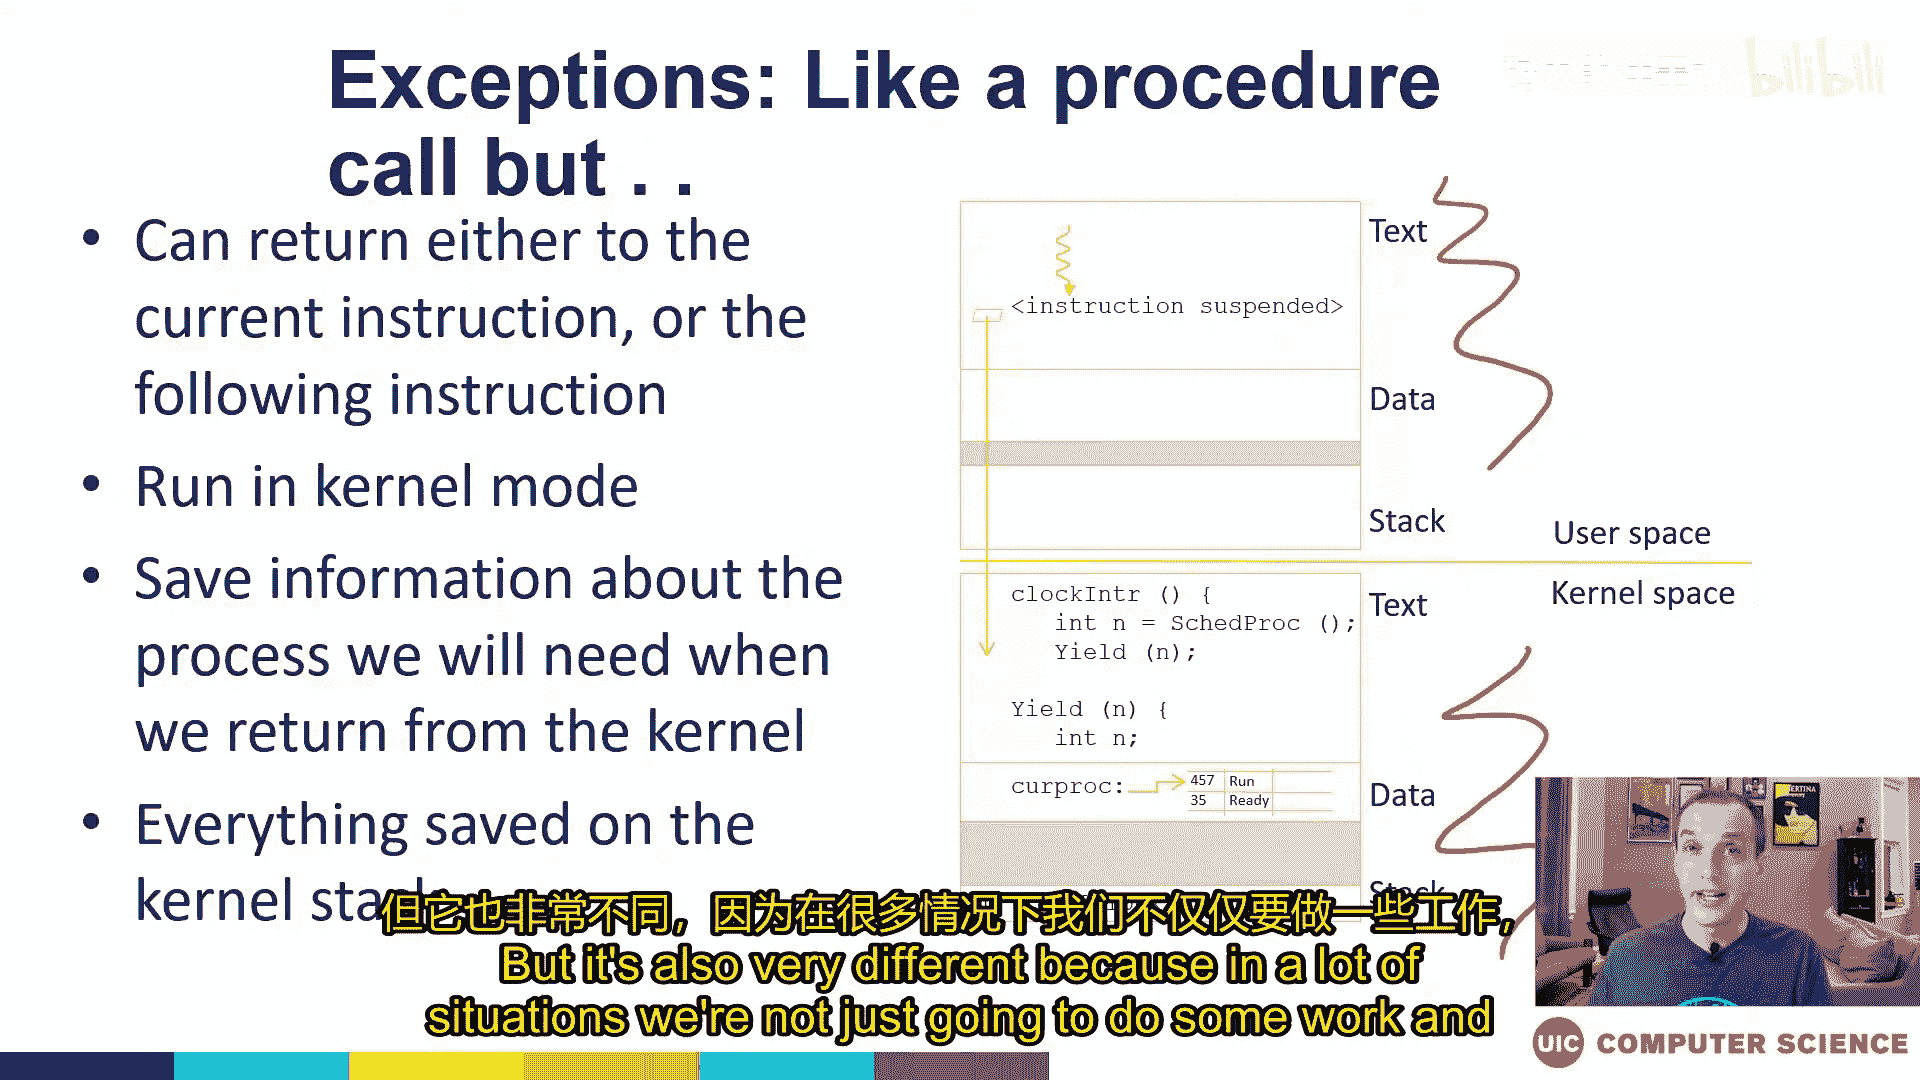 Exceptions: Like a procedure
call but . .
• Can return either to the
current instruction, or the
following instruction
• Run in kernel mode
• Save information about the
process we will need when
we return from the kernel
• Everything saved on the
kernel
Text
<instruction suspended>
Data
Stack
User space
Kernel space
clockIntr () {
int n = SchedProc ();
Yield (n);
Text
Yield (n) {
int n;
curproc:
457 Run
35 Ready
Data
Stack
但它也非常不同，因为在很多情况下我们不仅仅要做一些工作，
But it's also very different because in a lot of
situations we're not just going to do some work and
bilibili
UIC COMPUTER SCIENCE